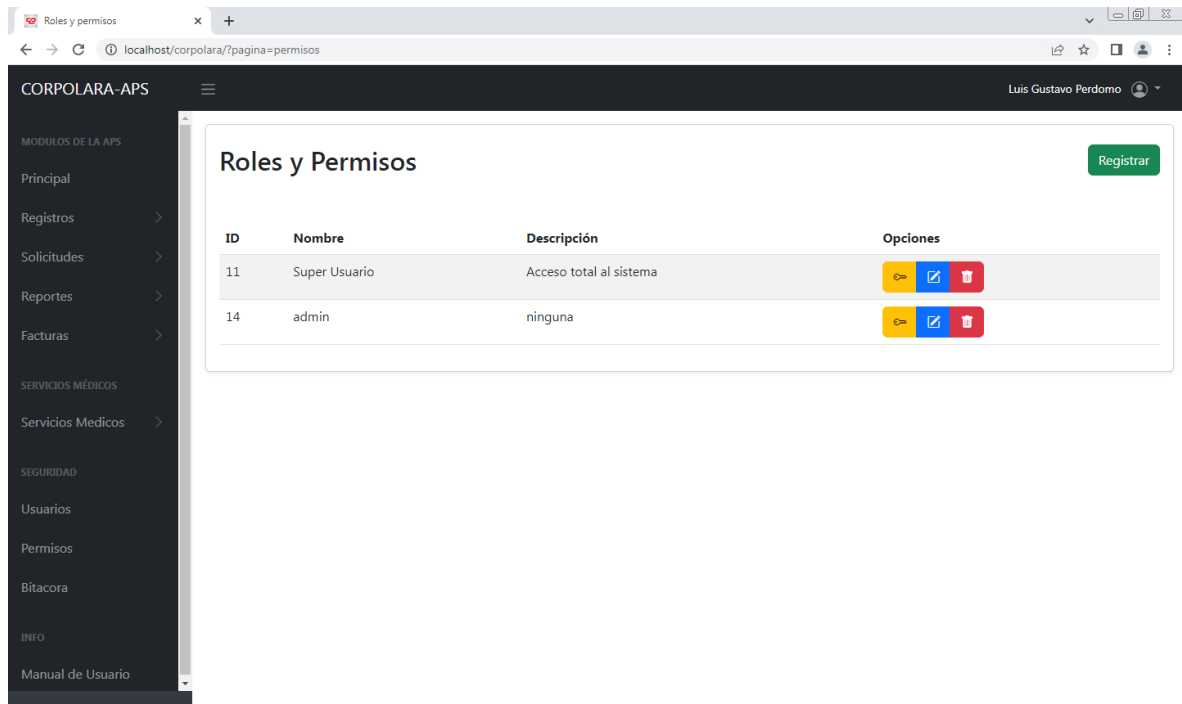 Roles y permisos
localhost/corpolara/?pagina=permisos
CORPOLARA-APS
Luis Gustavo Perdomo
MODULOS DE LA APS
Principal
Registros
Solicitudes
Reportes
Facturas
SERVICIOS MÉDICOS
Servicios Medicos
SEGURIDAD
Usuarios
Permisos
Bitacora
INFO
Manual de Usuario
Roles y Permisos
Registrar
ID Nombre Descripción Opciones
11 Super Usuario Acceso total al sistema
14 admin ninguna